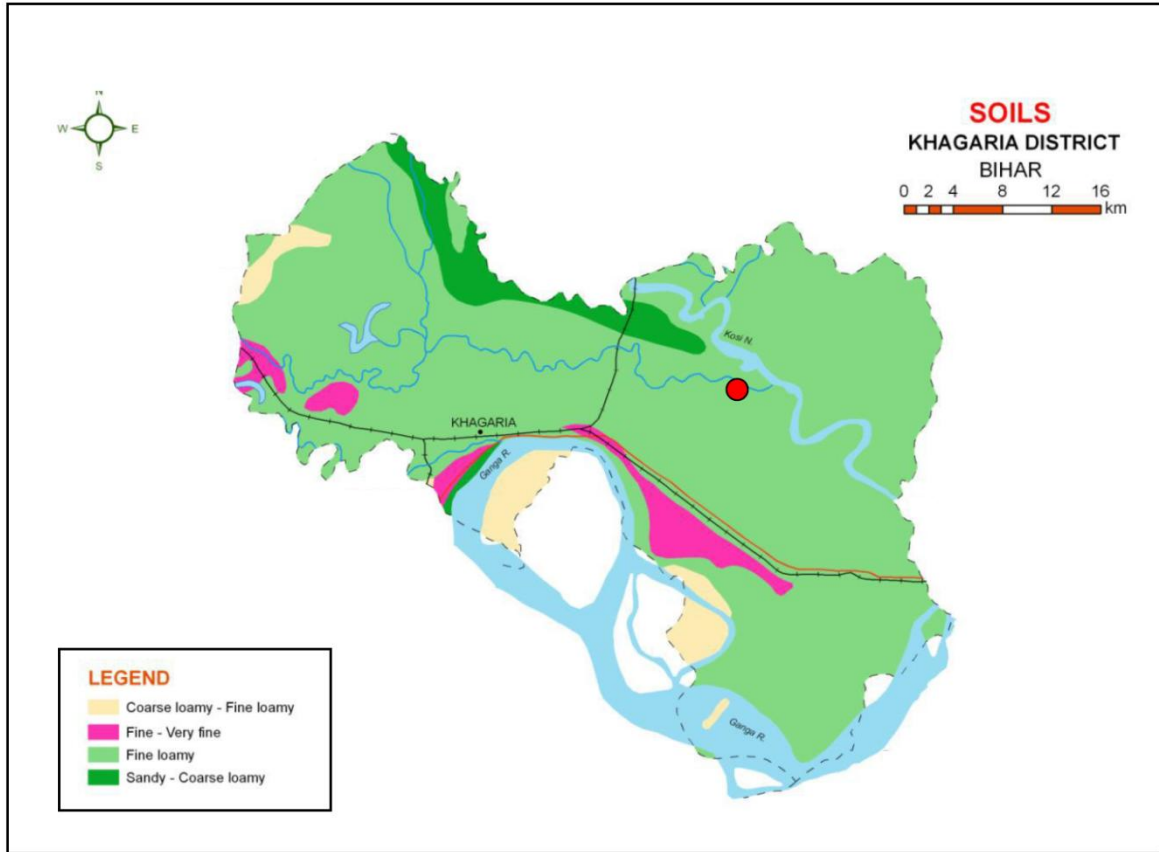 N
W
E
S
SOILS
KHAGARIA DISTRICT
BIHAR
0 2 4 8 12 16
km
Kosi N.
KHAGARIA
Ganga R.
Ganga R.
LEGEND
Coarse loamy - Fine loamy
Fine - Very fine
Fine loamy
Sandy - Coarse loamy